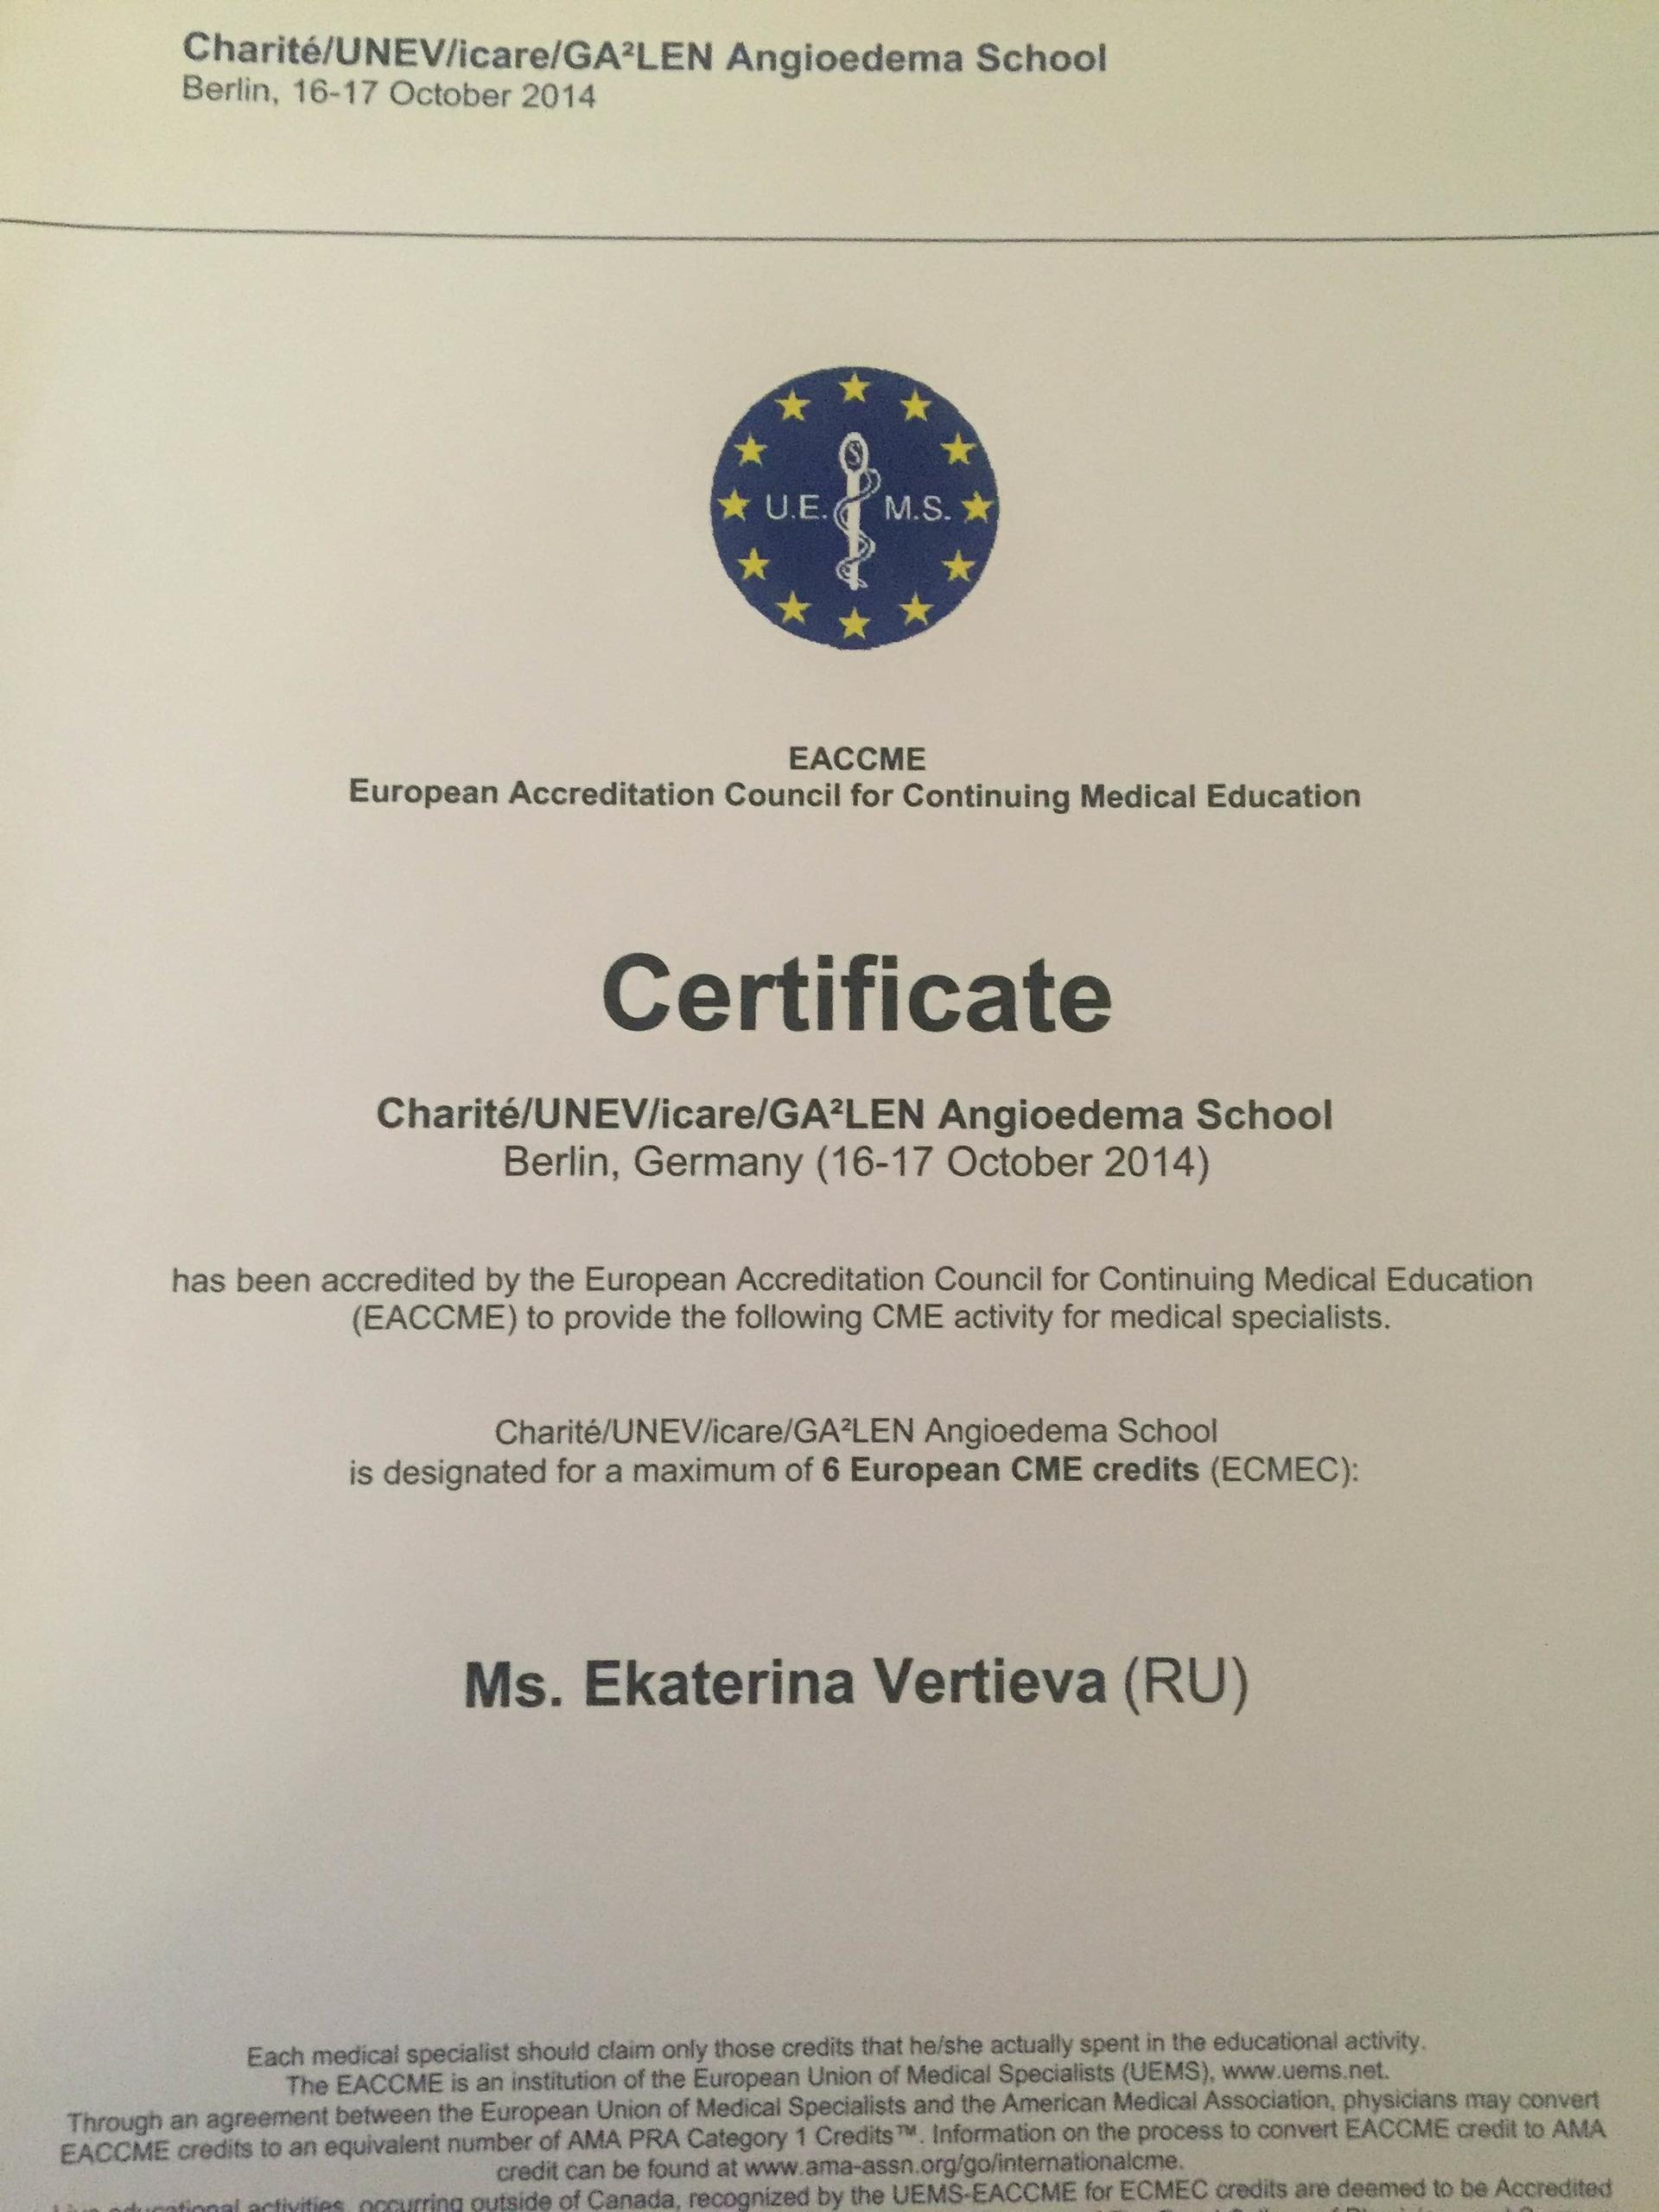 Charité/UNEV/icare/GA²LEN Angioedema School
Berlin, 16-17 October 2014
U.E. M.S.
EACCME
European Accreditation Council for Continuing Medical Education
Certificate
Charité/UNEV/icare/GA²LEN Angioedema School
Berlin, Germany (16-17 October 2014)
has been accredited by the European Accreditation Council for Continuing Medical Education
(EACCME) to provide the following CME activity for medical specialists.
Charité/UNEV/icare/GA²LEN Angioedema School
is designated for a maximum of 6 European CME credits (ECMEC):
Ms. Ekaterina Vertieva (RU)
Each medical specialist should claim only those credits that he/she actually spent in the educational activity.
The EACCME is an institution of the European Union of Medical Specialists (UEMS), www.uems.net.
Through an agreement between the European Union of Medical Specialists and the American Medical Association, physicians may convert
EACCME credits to an equivalent number of AMA PRA Category 1 Credits™. Information on the process to convert EACCME credit to AMA
credit can be found at www.ama-assn.org/go/internationalcme.
educational activities, occurring outside of Canada, recognized by the UEMS-EACCME for ECMEC credits are deemed to be Accredited